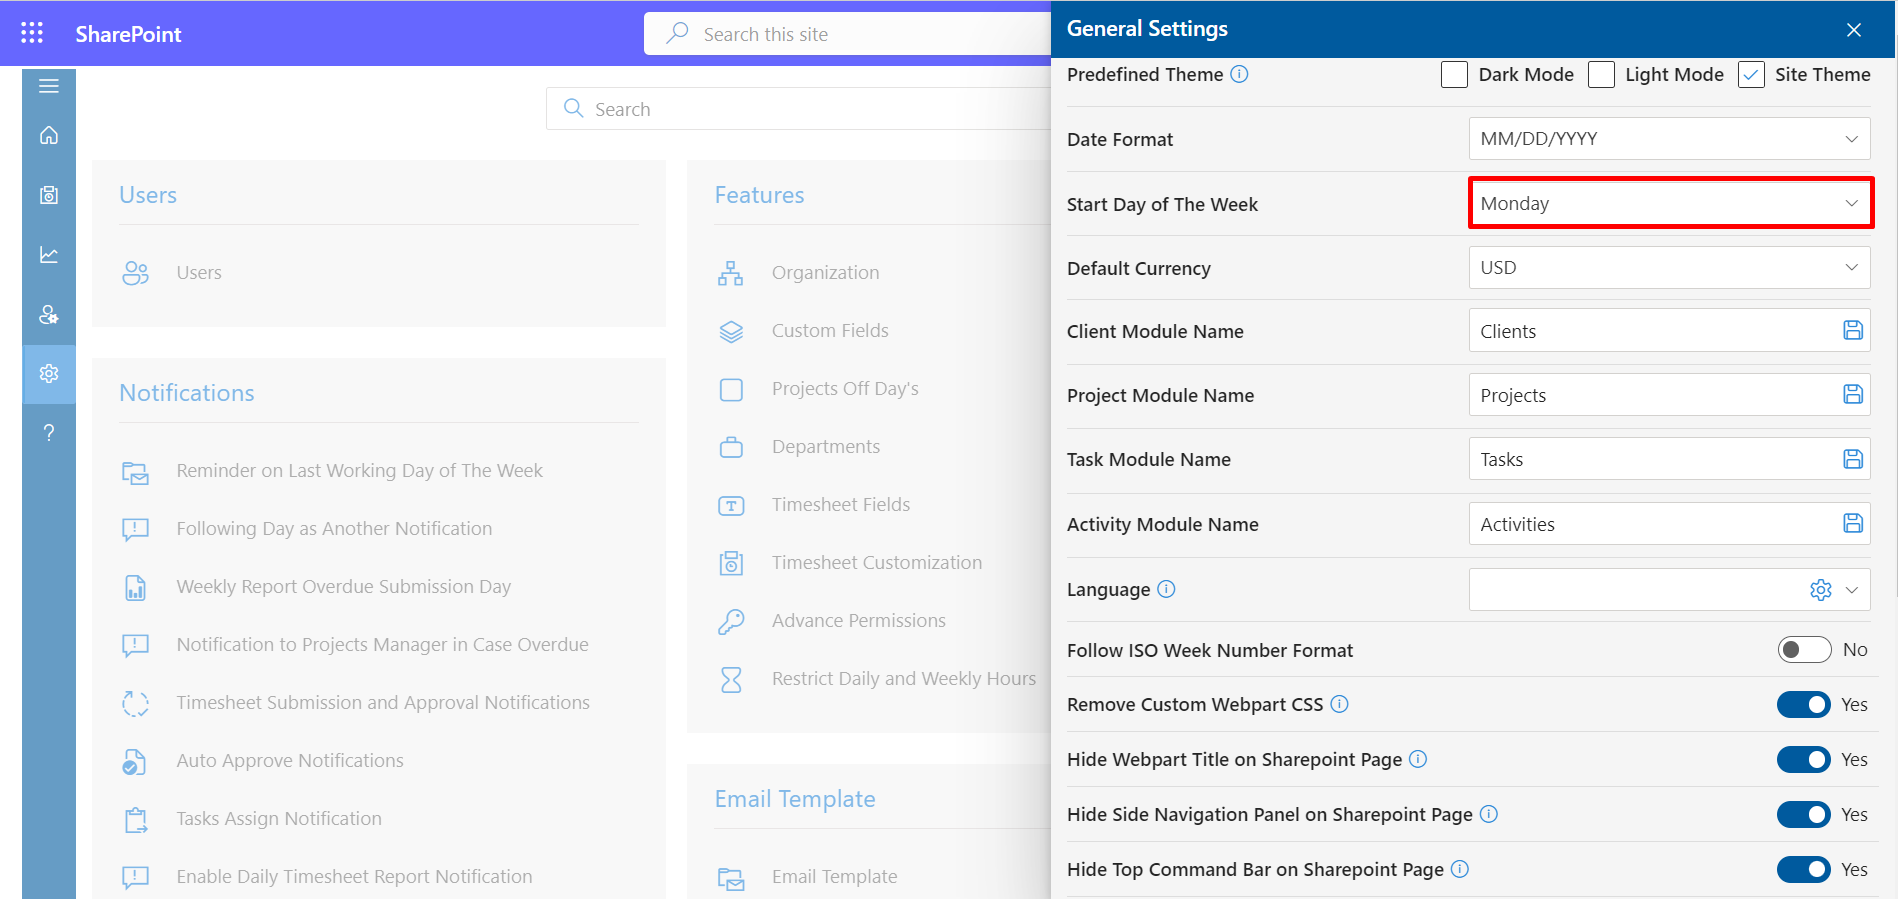 SharePoint
Search this site
Search
Users
Users
Notifications
Reminder on Last Working Day of The Week
Following Day as Another Notification
Weekly Report Overdue Submission Day
Notification to Projects Manager in Case Overdue
Timesheet Submission and Approval Notifications
Auto Approve Notifications
Tasks Assign Notification
Enable Daily Timesheet Report Notification
Features
Organization
Custom Fields
Projects Off Day's
Departments
Timesheet Fields
Timesheet Customization
Advance Permissions
Restrict Daily and Weekly Hours
Email Template
Email Template
General Settings
Predefined Theme Dark Mode Light Mode Site Theme
Date Format MM/DD/YYYY
Start Day of The Week Monday
Default Currency USD
Client Module Name Clients
Project Module Name Projects
Task Module Name Tasks
Activity Module Name Activities
Language
Follow ISO Week Number Format No
Remove Custom Webpart CSS Yes
Hide Webpart Title on Sharepoint Page Yes
Hide Side Navigation Panel on Sharepoint Page Yes
Hide Top Command Bar on Sharepoint Page Yes